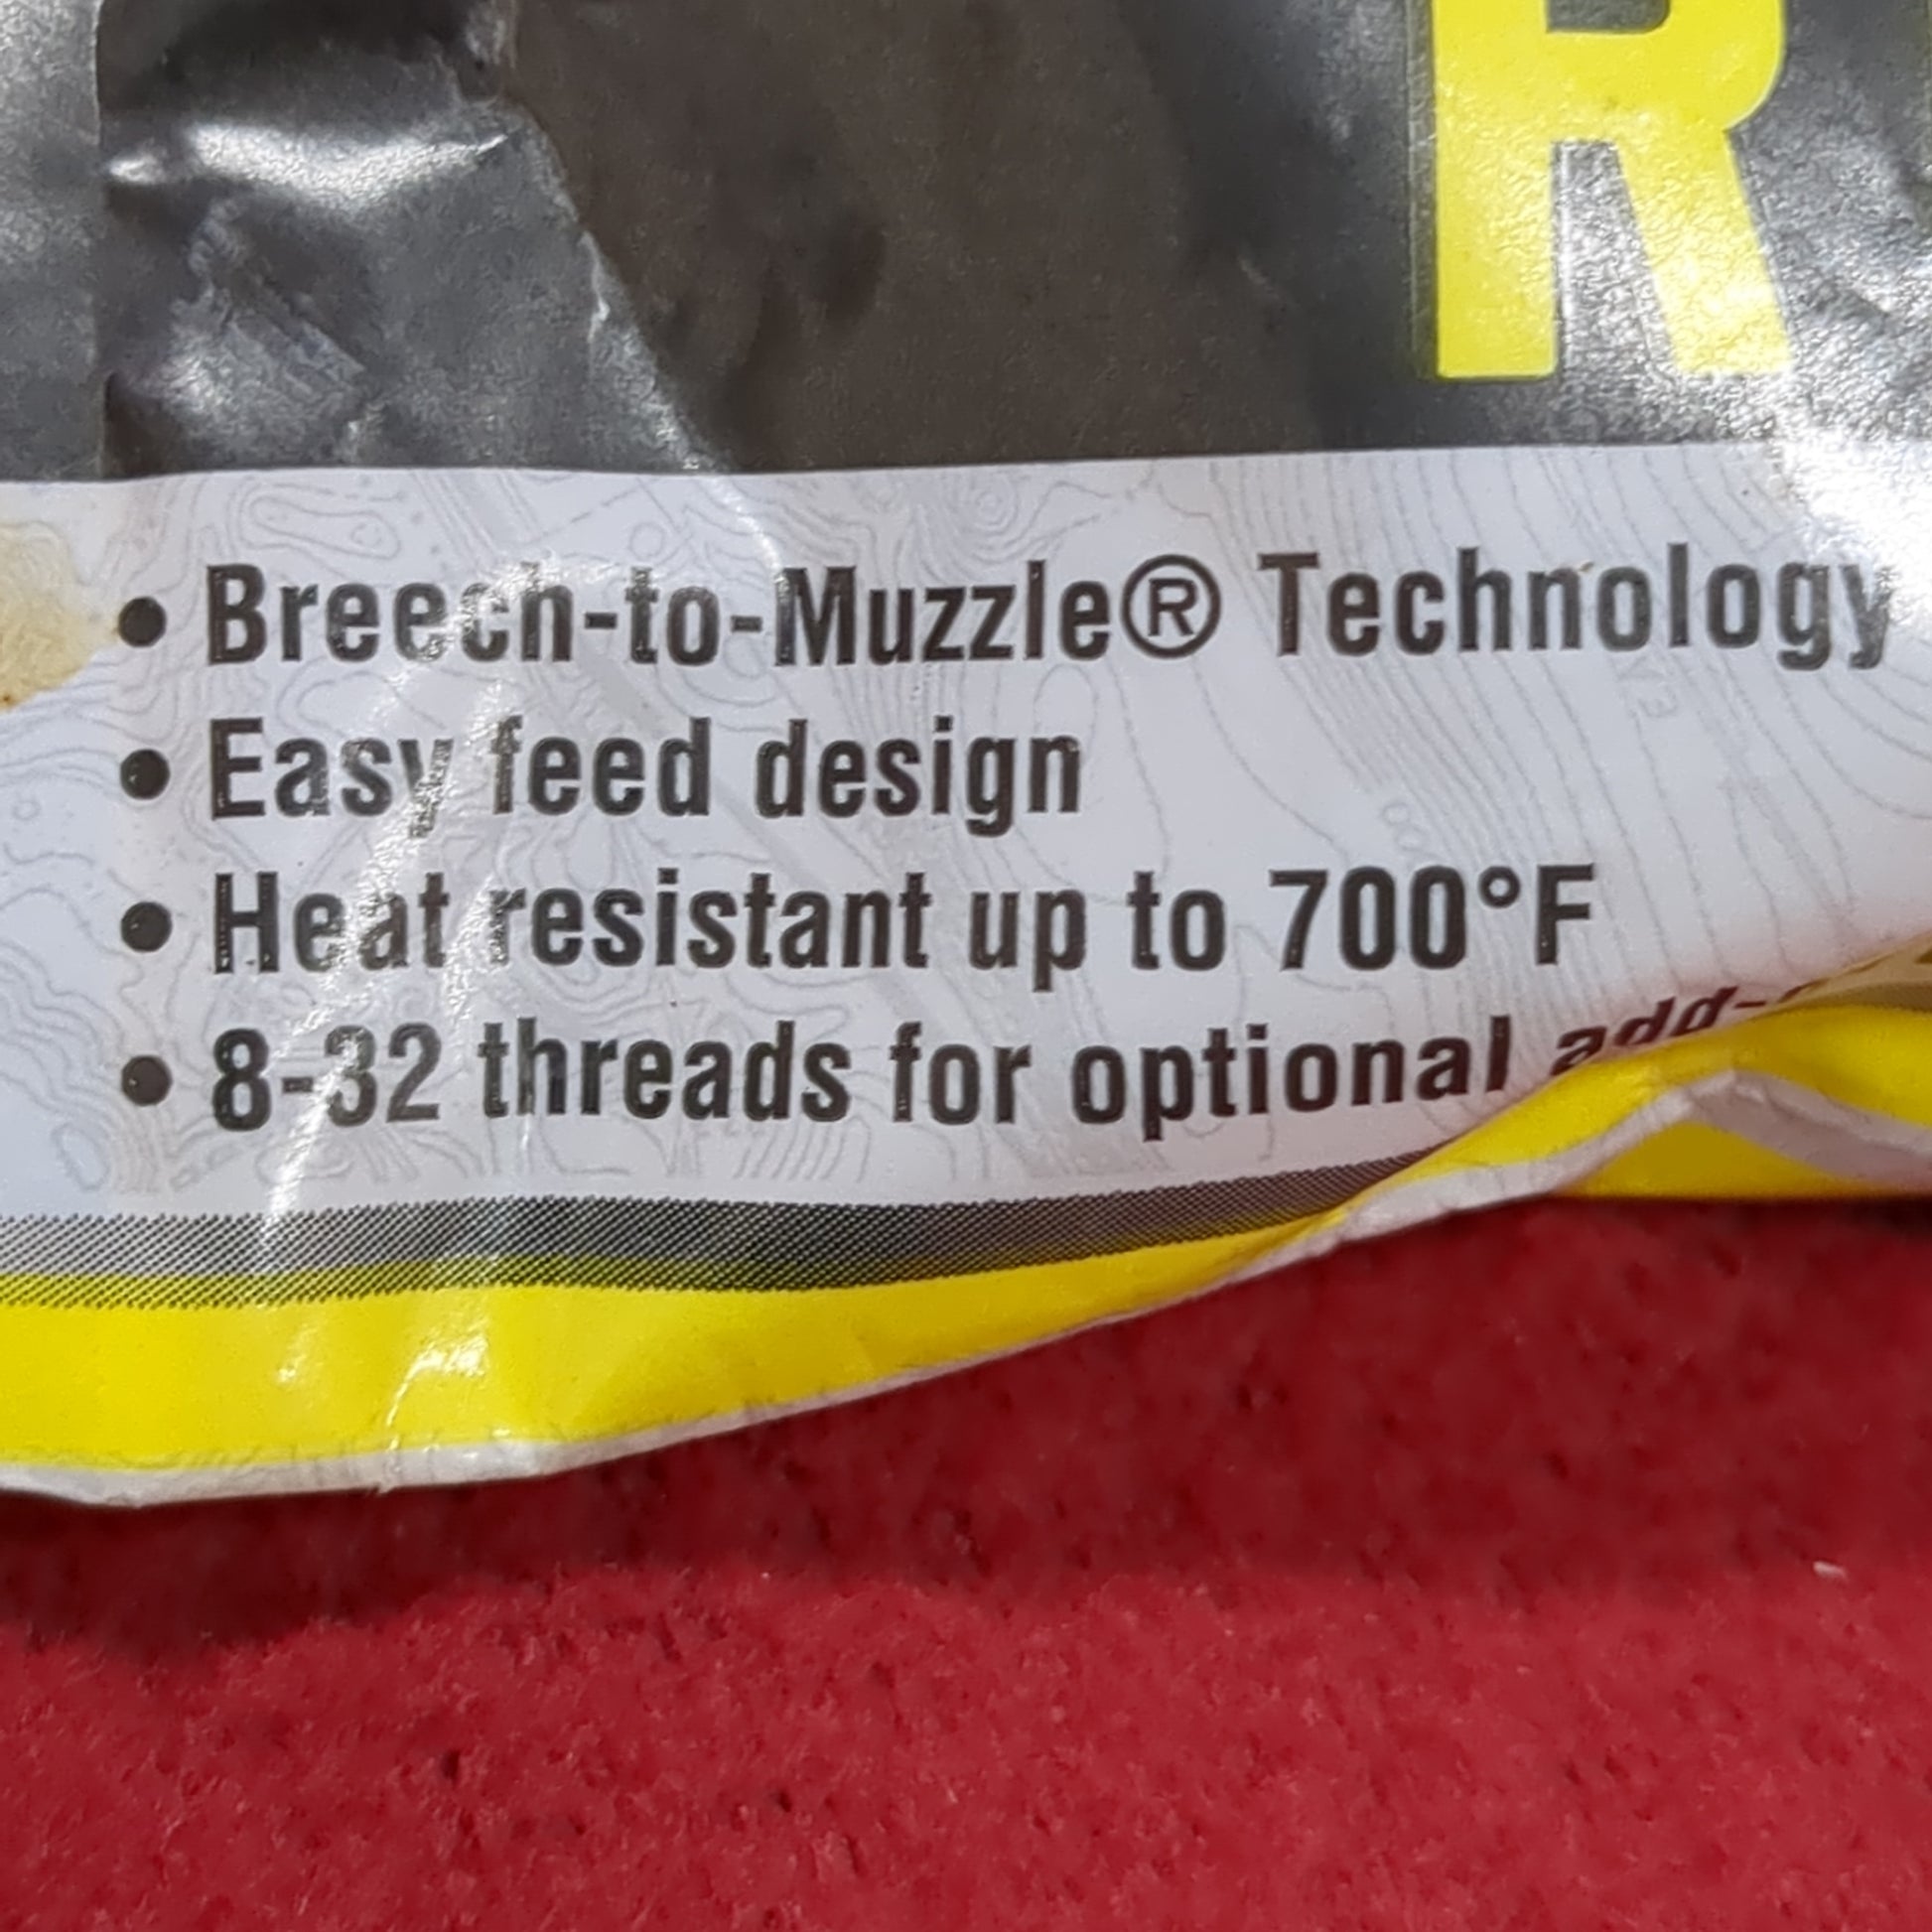 R
• Breech-to-Muzzle® Technology
• Easy feed design
• Heat resistant up to 700°F
• 8-32 threads for optional